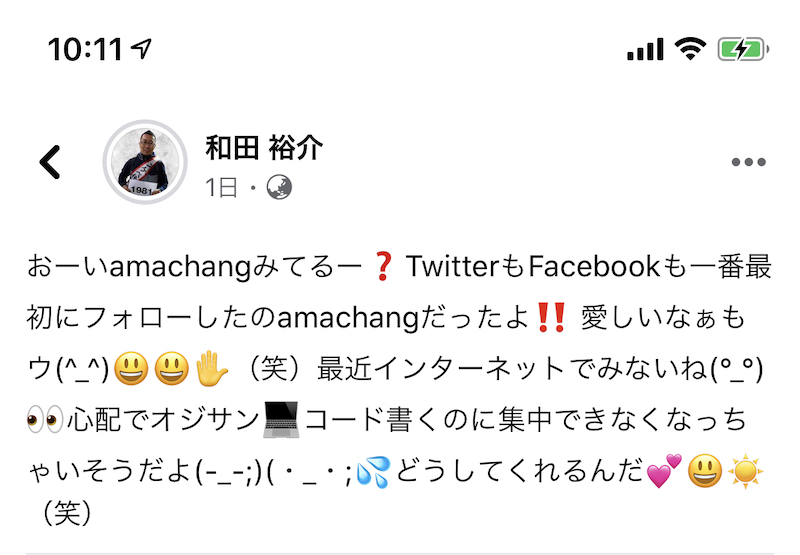 10:11
和田 裕介
1日・
1981
おーいamachangみてるー❓TwitterもFacebookも一番最
初にフォローしたのamachangだったよ‼️ 愛しいなぁも
ウ(^_^)😃😃✋（笑）最近インターネットでみないね(°_°)
👀心配でオジサン💻コード書くのに集中できなくなっち
ゃいそうだよ(-_-;)(・_・;💦どうしてくれるんだ💕😃☀️
（笑）